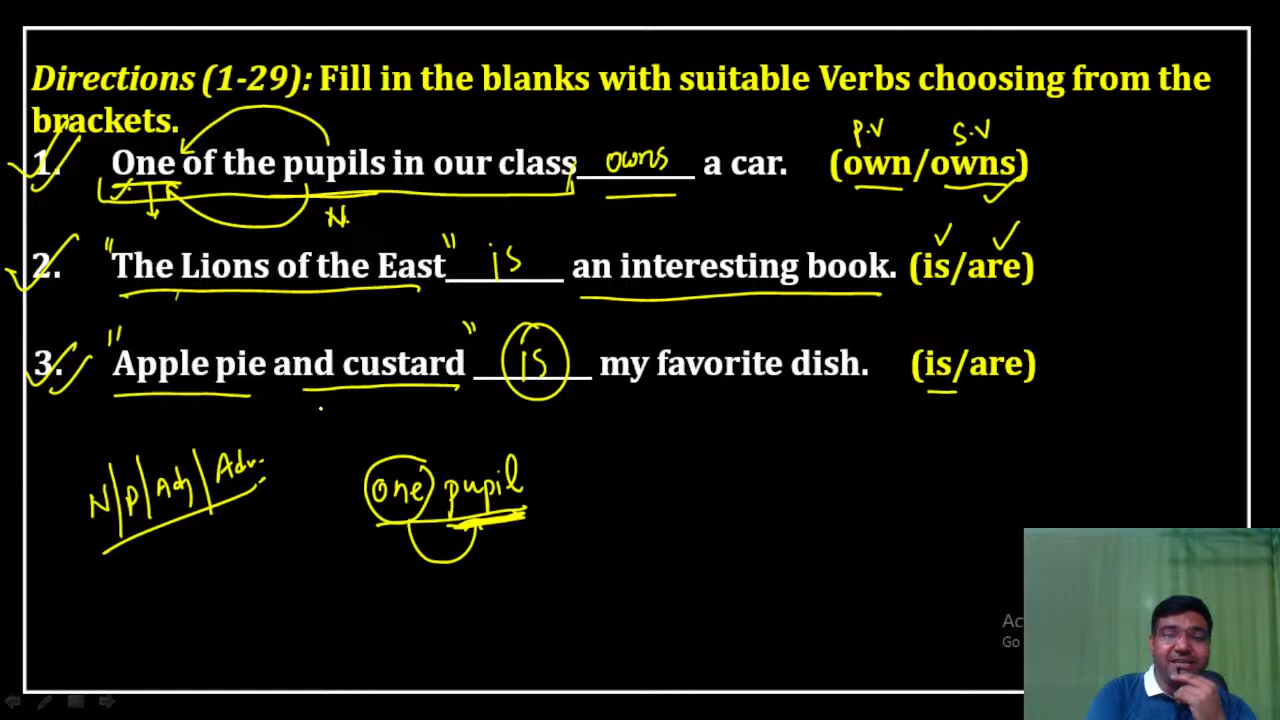 Directions (1-29): Fill in the blanks with suitable Verbs choosing from the
brackets.
P.V S.V
1. One of the pupils in our class owns a car. (own/owns)
N.
2. "The Lions of the East" is an interesting book. (is/are)
3. "Apple pie and custard" is my favorite dish. (is/are)
N/P/Adj/Adv. one pupil
Ac
Go